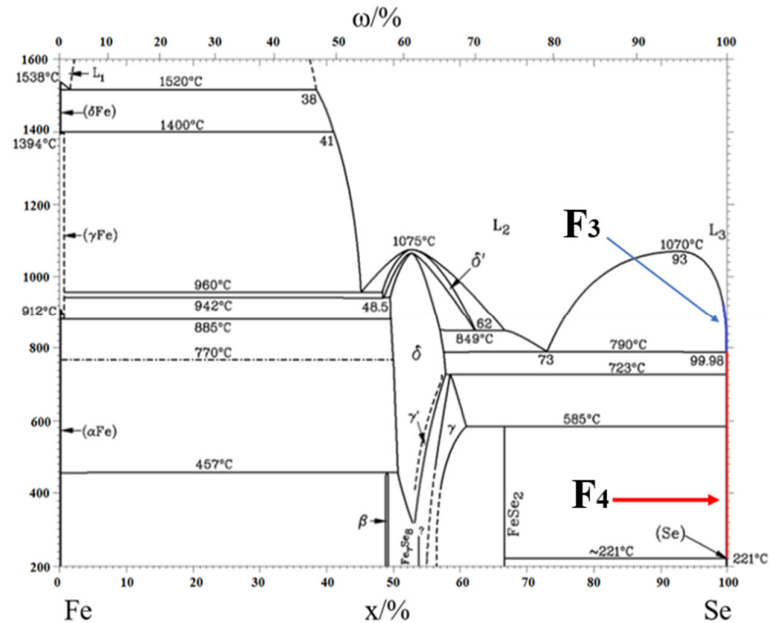 ω/%
0 10 20 30 40 50 60 70 80 90 100
1600
1538°C
L₁
1520°C
38
(δFe)
1400
1400°C
1394°C
41
1200
(γFe)
L₂
F₃
L₃
1075°C
δ'
1070°C
93
1000
960°C
942°C
48.5
912°C
885°C
62
849°C
800
790°C
73
99.98
770°C
δ
723°C
600
γ'
γ
585°C
(αFe)
457°C
400
F₄
β
Fe₇Se₈
?
FeSe₂
(Se)
~221°C
221°C
200
0 10 20 30 40 50 60 70 80 90 100
Fe x/% Se